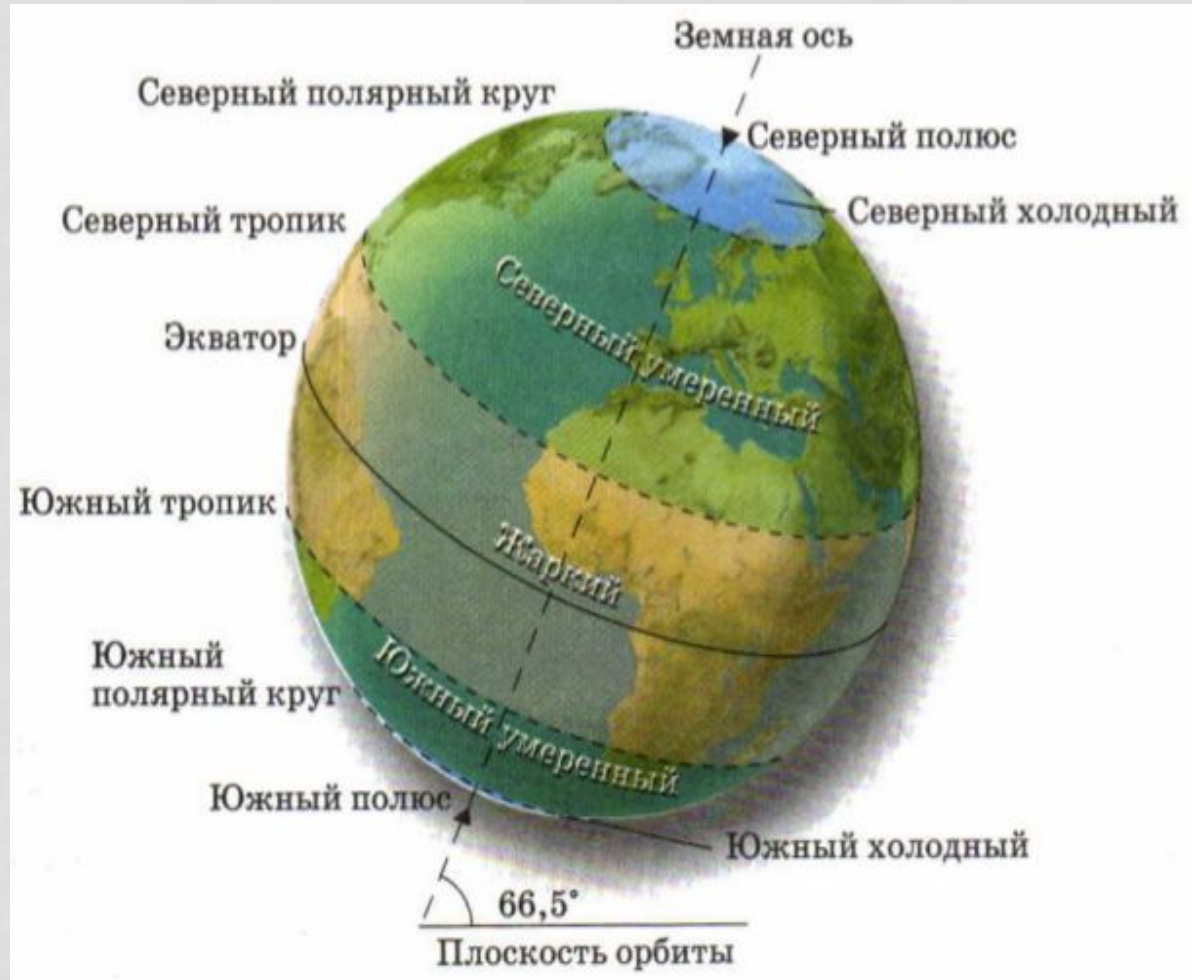 Земная ось
Северный полярный круг
Северный полюс
Северный тропик
Северный холодный
Северный умеренный
Экватор
Южный тропик
Жаркий
Южный
полярный круг
Южный умеренный
Южный полюс
Южный холодный
66,5°
Плоскость орбиты